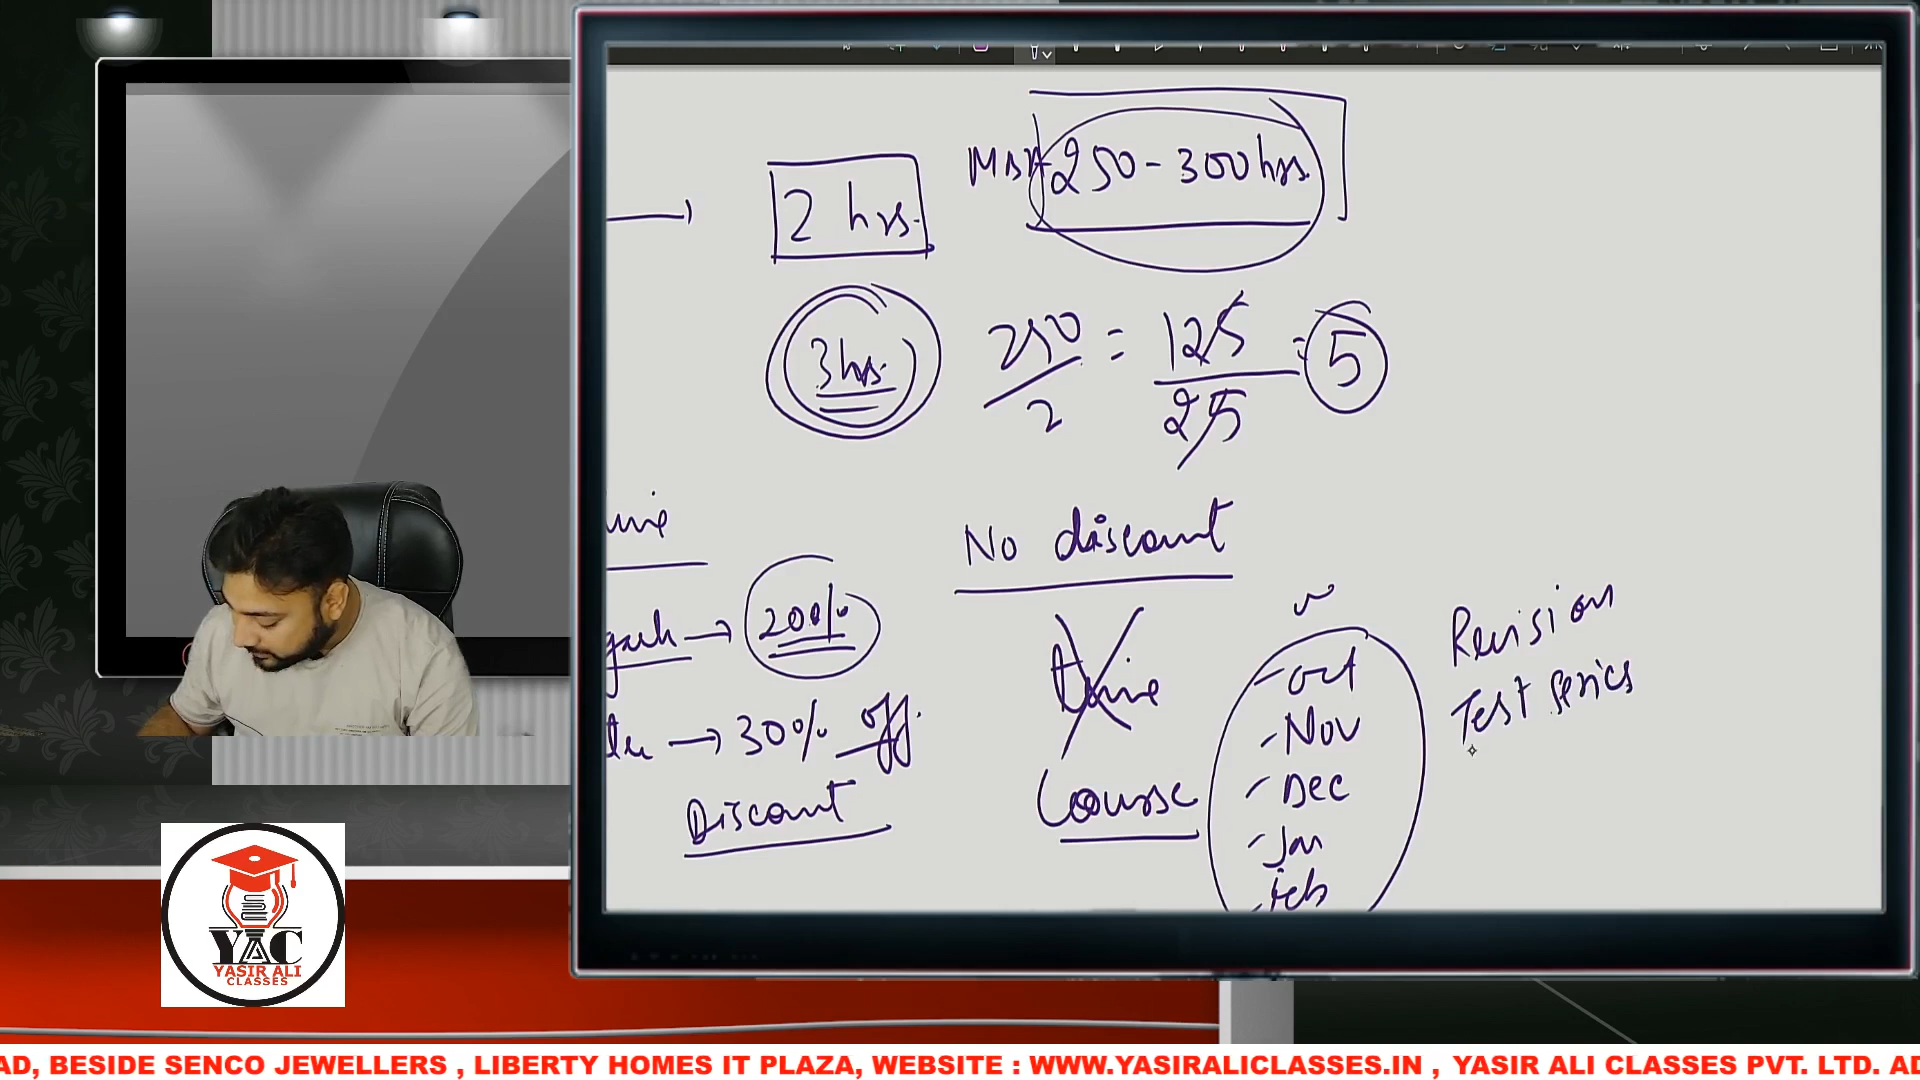 2 hrs.
250 - 300 hrs.
3 hrs.
250/2 = 125/25 = 5
No discount
200%
30% off.
Discount
Time
Course
- Oct
- Nov
- Dec
- Jan
- Feb
Revision
Test Series
YAC
YASIR ALI
CLASSES
AD, BESIDE SENCO JEWELLERS , LIBERTY HOMES IT PLAZA, WEBSITE : WWW.YASIRALICLASSES.IN , YASIR ALI CLASSES PVT. LTD. AD